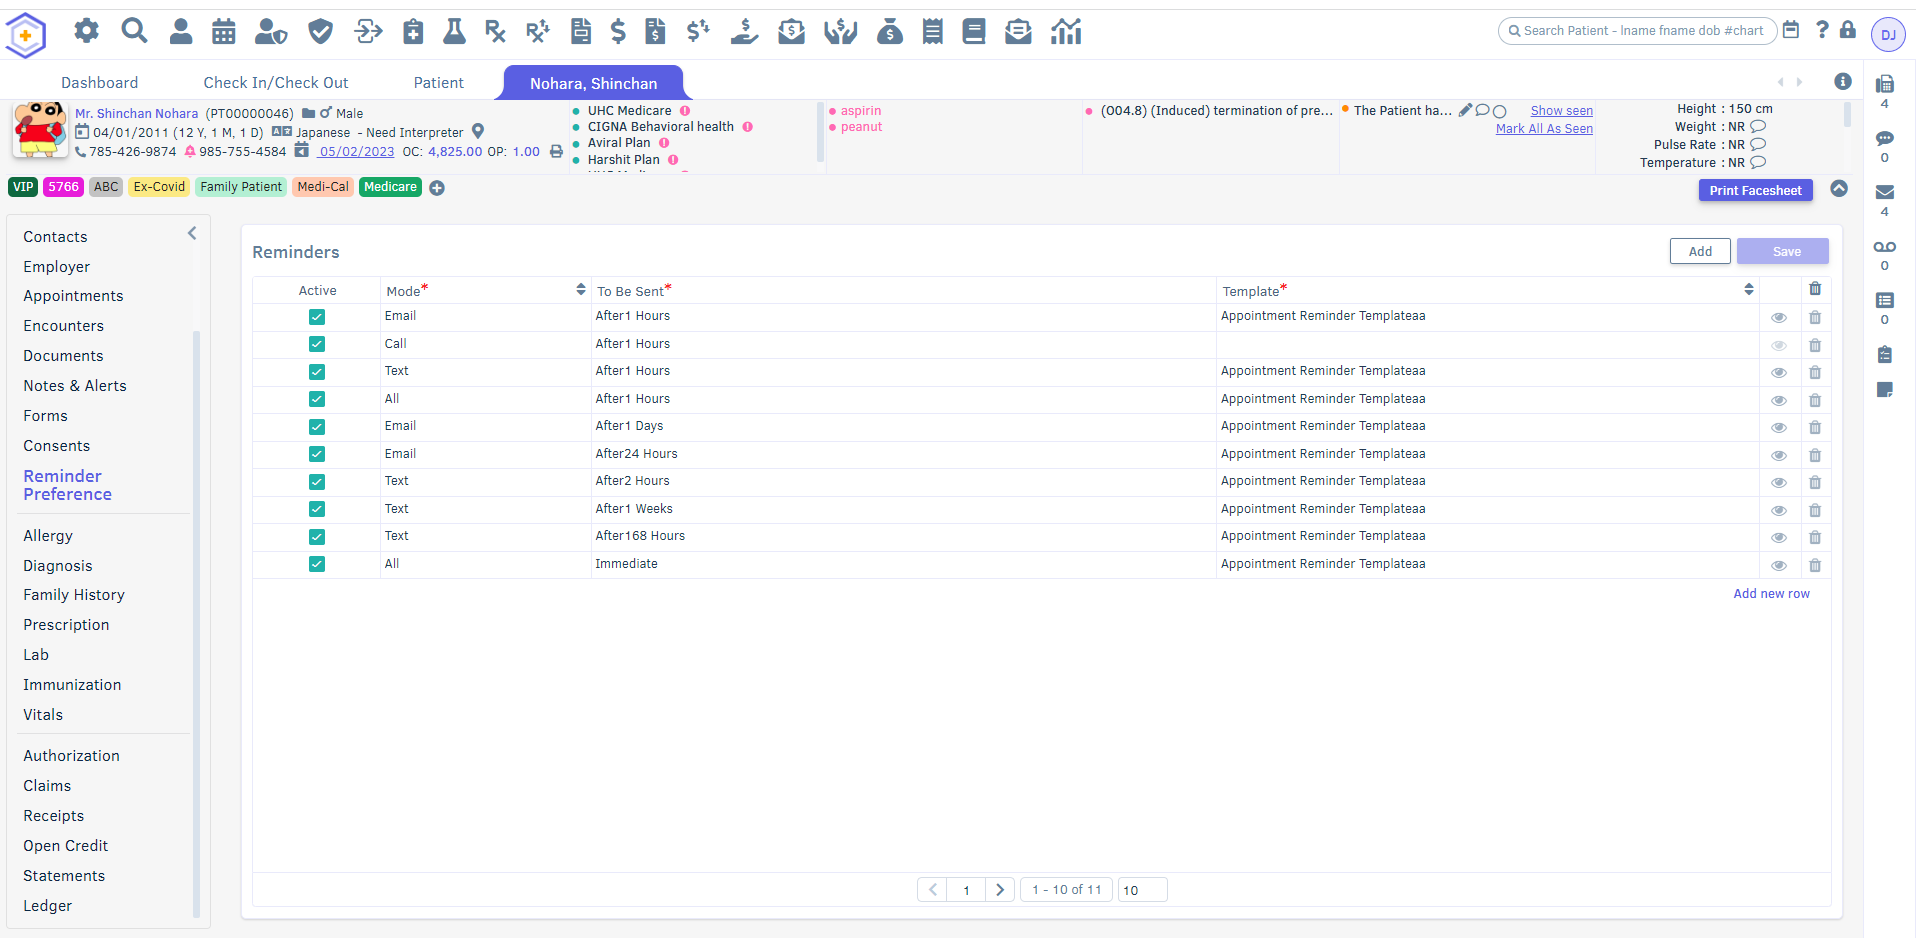 Search Patient - lname fname dob #chart
DJ
Dashboard
Check In/Check Out
Patient
Nohara, Shinchan
Mr. Shinchan Nohara (PT00000046) Male
04/01/2011 (12 Y, 1 M, 1 D) Japanese - Need Interpreter
785-426-9874 985-755-4584 05/02/2023 OC: 4,825.00 OP: 1.00
UHC Medicare
CIGNA Behavioral health
Aviral Plan
Harshit Plan
aspirin
peanut
(004.8) (Induced) termination of pre...
The Patient ha...
Show seen
Mark All As Seen
Height : 150 cm
Weight : NR
Pulse Rate : NR
Temperature : NR
VIP 5766 ABC Ex-Covid Family Patient Medi-Cal Medicare
Print Facesheet
4
0
4
0
0
Contacts
Employer
Appointments
Encounters
Documents
Notes & Alerts
Forms
Consents
Reminder
Preference
Allergy
Diagnosis
Family History
Prescription
Lab
Immunization
Vitals
Authorization
Claims
Receipts
Open Credit
Statements
Ledger
Reminders
Add
Save
Active Mode* To Be Sent* Template*
Email After1 Hours Appointment Reminder Templateaa
Call After1 Hours
Text After1 Hours Appointment Reminder Templateaa
All After1 Hours Appointment Reminder Templateaa
Email After1 Days Appointment Reminder Templateaa
Email After24 Hours Appointment Reminder Templateaa
Text After2 Hours Appointment Reminder Templateaa
Text After1 Weeks Appointment Reminder Templateaa
Text After168 Hours Appointment Reminder Templateaa
All Immediate Appointment Reminder Templateaa
Add new row
1
1 - 10 of 11
10